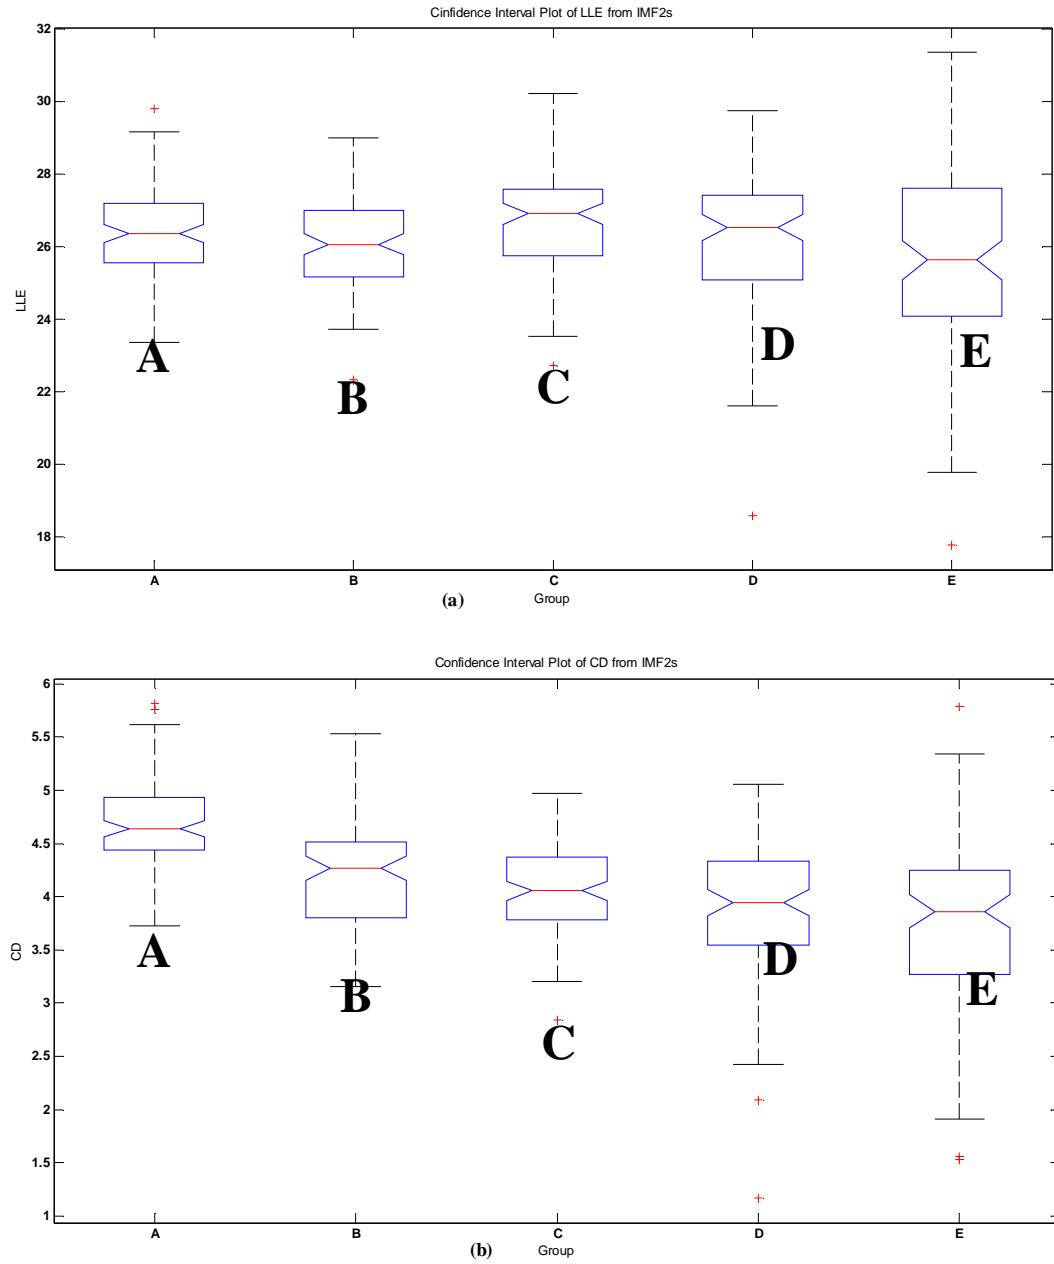 Cinfidence Interval Plot of LLE from IMF2s
32
30
28
26
24
22
20
18
LLE
A
B
C
D
E
A B C D E
(a) Group
Confidence Interval Plot of CD from IMF2s
6
5.5
5
4.5
4
3.5
3
2.5
2
1.5
1
CD
A
B
C
D
E
A B C D E
(b) Group